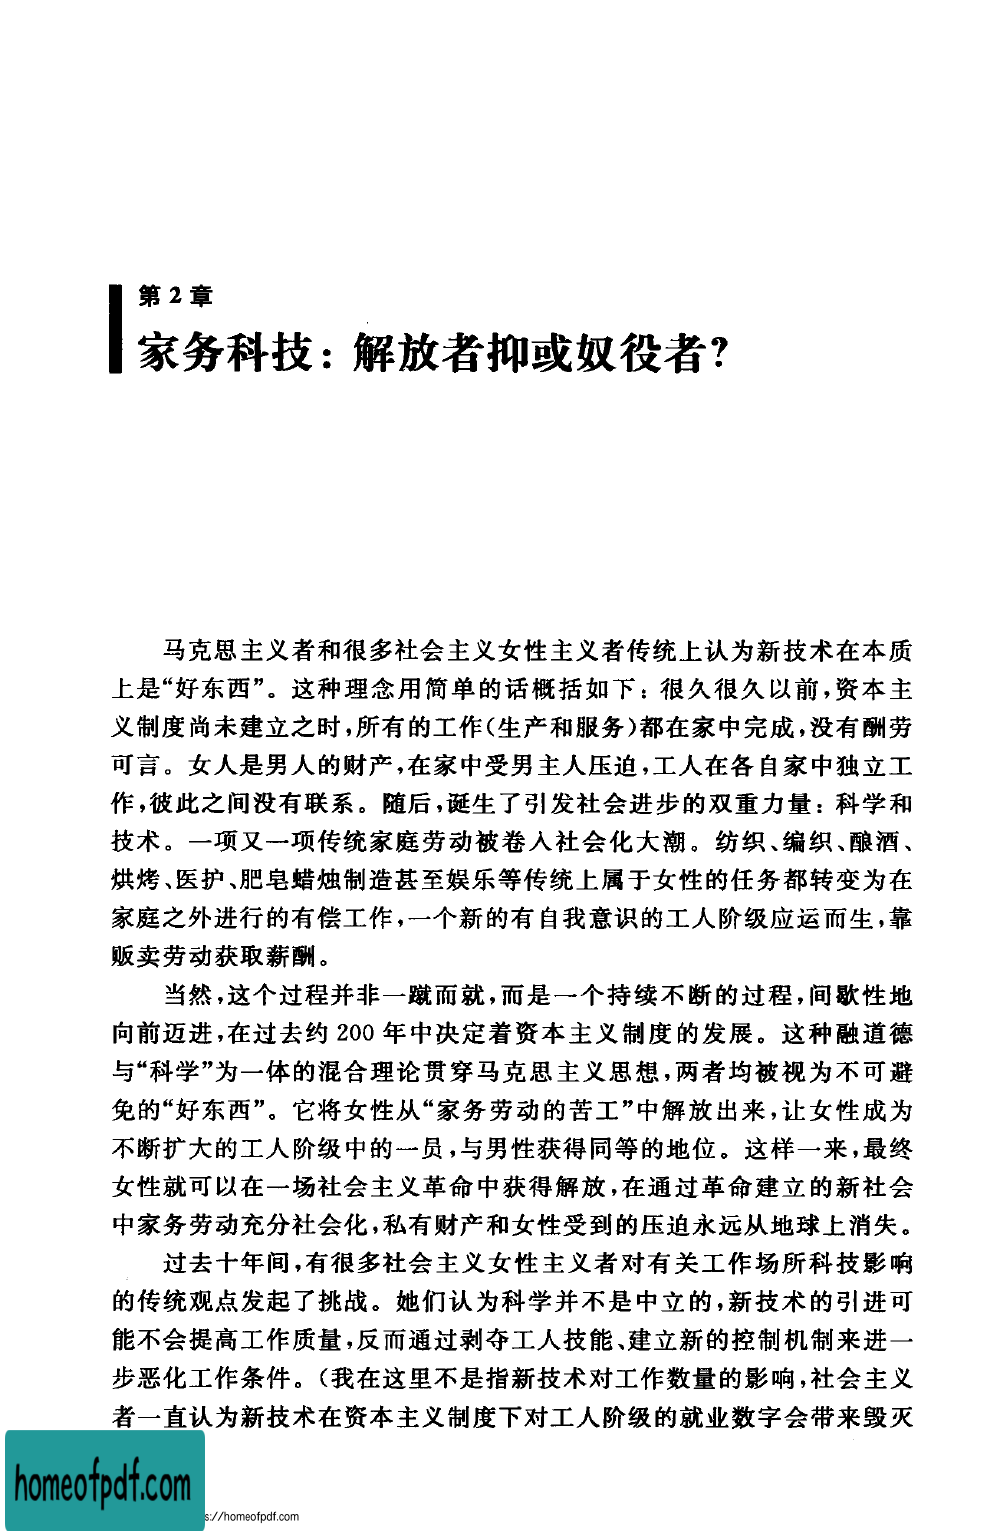 第2章
家务科技：解放者抑或奴役者？
马克思主义者和很多社会主义女性主义者传统上认为新技术在本质
上是“好东西”。这种理念用简单的话概括如下：很久很久以前，资本主
义制度尚未建立之时，所有的工作（生产和服务）都在家中完成，没有酬劳
可言。女人是男人的财产，在家中受男主人压迫，工人在各自家中独立工
作，彼此之间没有联系。随后，诞生了引发社会进步的双重力量：科学和
技术。一项又一项传统家庭劳动被卷入社会化大潮。纺织、编织、酿酒、
烘烤、医护、肥皂蜡烛制造甚至娱乐等传统上属于女性的任务都转变为在
家庭之外进行的有偿工作，一个新的有自我意识的工人阶级应运而生，靠
贩卖劳动获取薪酬。
当然，这个过程并非一蹴而就，而是一个持续不断的过程，间歇性地
向前迈进，在过去约200年中决定着资本主义制度的发展。这种融道德
与“科学”为一体的混合理论贯穿马克思主义思想，两者均被视为不可避
免的“好东西”。它将女性从“家务劳动的苦工”中解放出来，让女性成为
不断扩大的工人阶级中的一员，与男性获得同等的地位。这样一来，最终
女性就可以在一场社会主义革命中获得解放，在通过革命建立的新社会
中家务劳动充分社会化，私有财产和女性受到的压迫永远从地球上消失。
过去十年间，有很多社会主义女性主义者对有关工作场所科技影响
的传统观点发起了挑战。她们认为科学并不是中立的，新技术的引进可
能不会提高工作质量，反而通过剥夺工人技能、建立新的控制机制来进一
步恶化工作条件。（我在这里不是指新技术对工作数量的影响，社会主义
者一直认为新技术在资本主义制度下对工人阶级的就业数字会带来毁灭
homeofpdf.com
s://homeofpdf.com